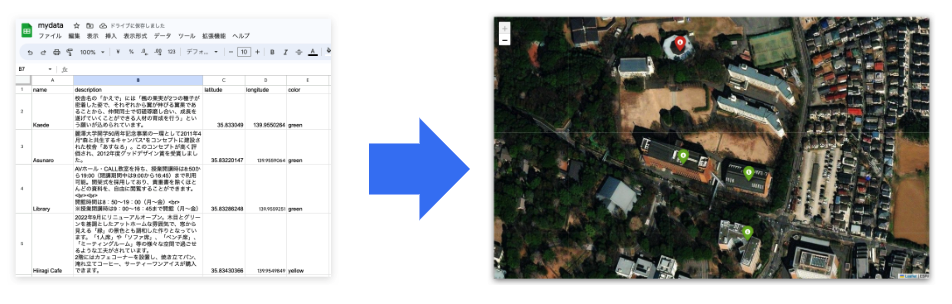 mydata ドライブに保存しました
ファイル 編集 表示 挿入 表示形式 データ ツール 拡張機能 ヘルプ
100% ¥ % .0 .00 123 デフォ... − 10 + B I A
B7 fx
A B C D E
1 name description latitude longitude color
校舎名の「かえで」には「楓の果実が2つの種子が
密着した姿で、それぞれから翼が伸びる翼果であ
ることから、仲間同士で切磋琢磨し合い、成長を
遂げていくことができる人材の育成を行う」とい
う願いが込められています。
2 Kaede 35.833049 139.9550264 green
麗澤大学開学50周年記念事業の一環として2011年4
月"森と共生するキャンパス"をコンセプトに建設さ
れた校舎「あすなろ」。このコンセプトが高く評
価され、2012年度グッドデザイン賞を受賞しまし
た。
3 Asunaro 35.83220147 green
AVホール・CALL教室を持ち、授業開講時は8:50か
ら19:00（開講期間中は9:00から16:45）まで利用
可能。開架式を採用しており、貴重書を除くほと
んどの資料を、自由に閲覧することができます。
<br><br>
開館時間は8：50～19：00（月～金）<br>
※授業閉講時は9：00～16：45まで開館（月～金）
4 Library 35.83286248 green
2022年9月にリニューアルオープン。木目とグリー
ンを基調としたアットホームな雰囲気で、窓から
見える「緑」の景色とも調和した作りとなってい
ます。「1人席」や「ソファ席」、「ベンチ席」、
「ミーティングルーム」等の様々な空間で過ごせ
るような工夫がされています。
2階にはカフェコーナーを設置し、焼き立てパン、
淹れ立てコーヒー、サーティーワンアイスが購入
できます。
5 Hiiragi Cafe 35.83430366 139.9549849 yellow
+
−